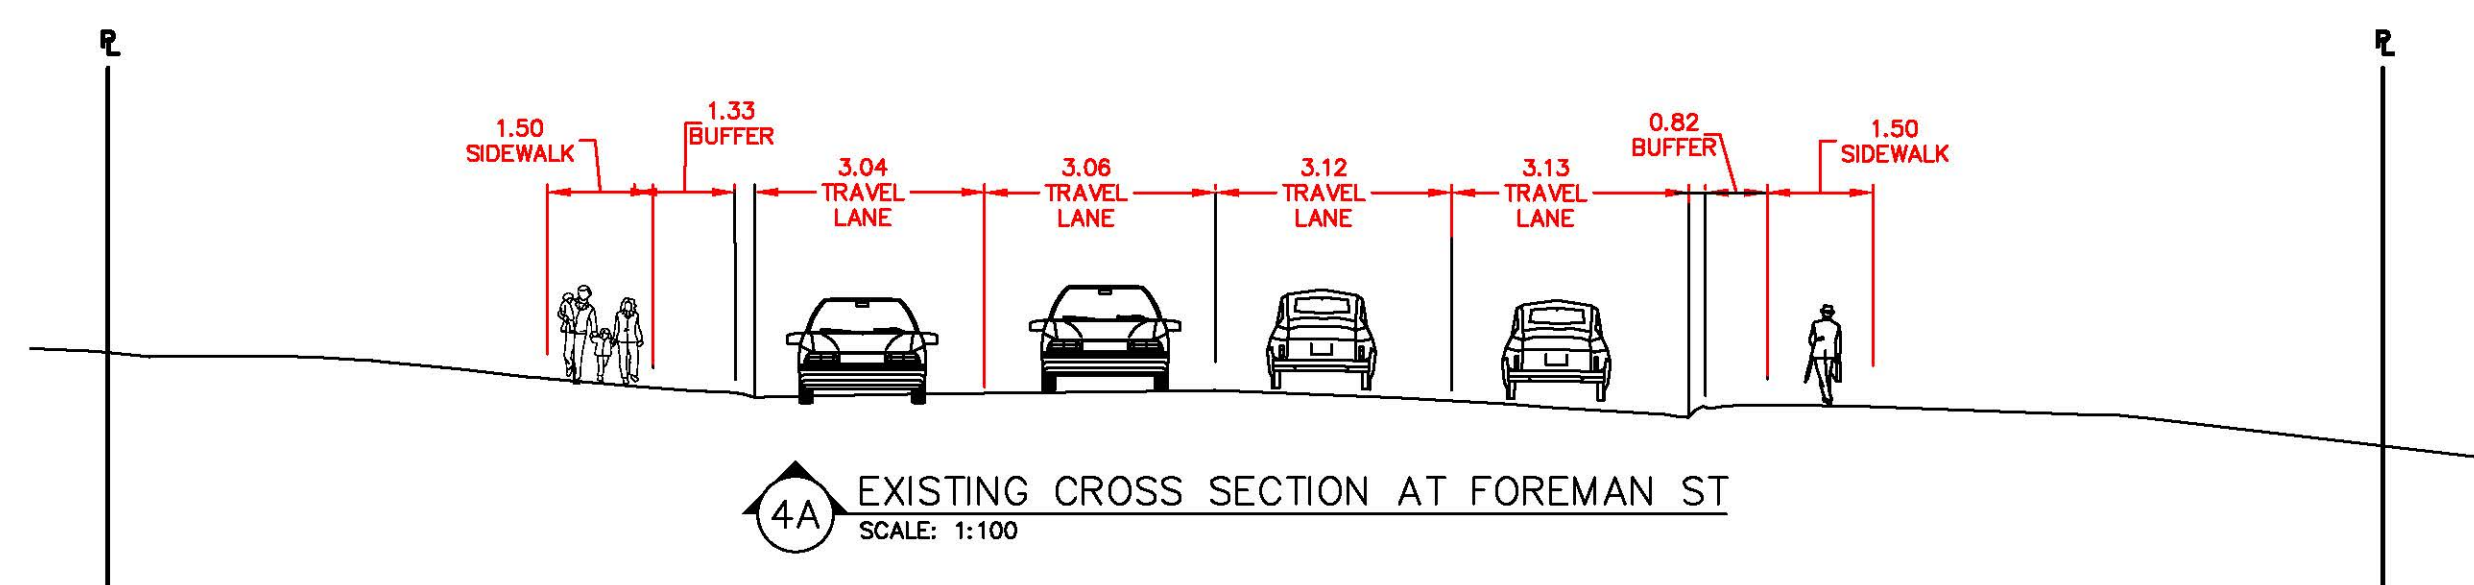 PL
PL
1.50
SIDEWALK
1.33
BUFFER
3.04
TRAVEL
LANE
3.06
TRAVEL
LANE
3.12
TRAVEL
LANE
3.13
TRAVEL
LANE
0.82
BUFFER
1.50
SIDEWALK
4A
EXISTING CROSS SECTION AT FOREMAN ST
SCALE: 1:100